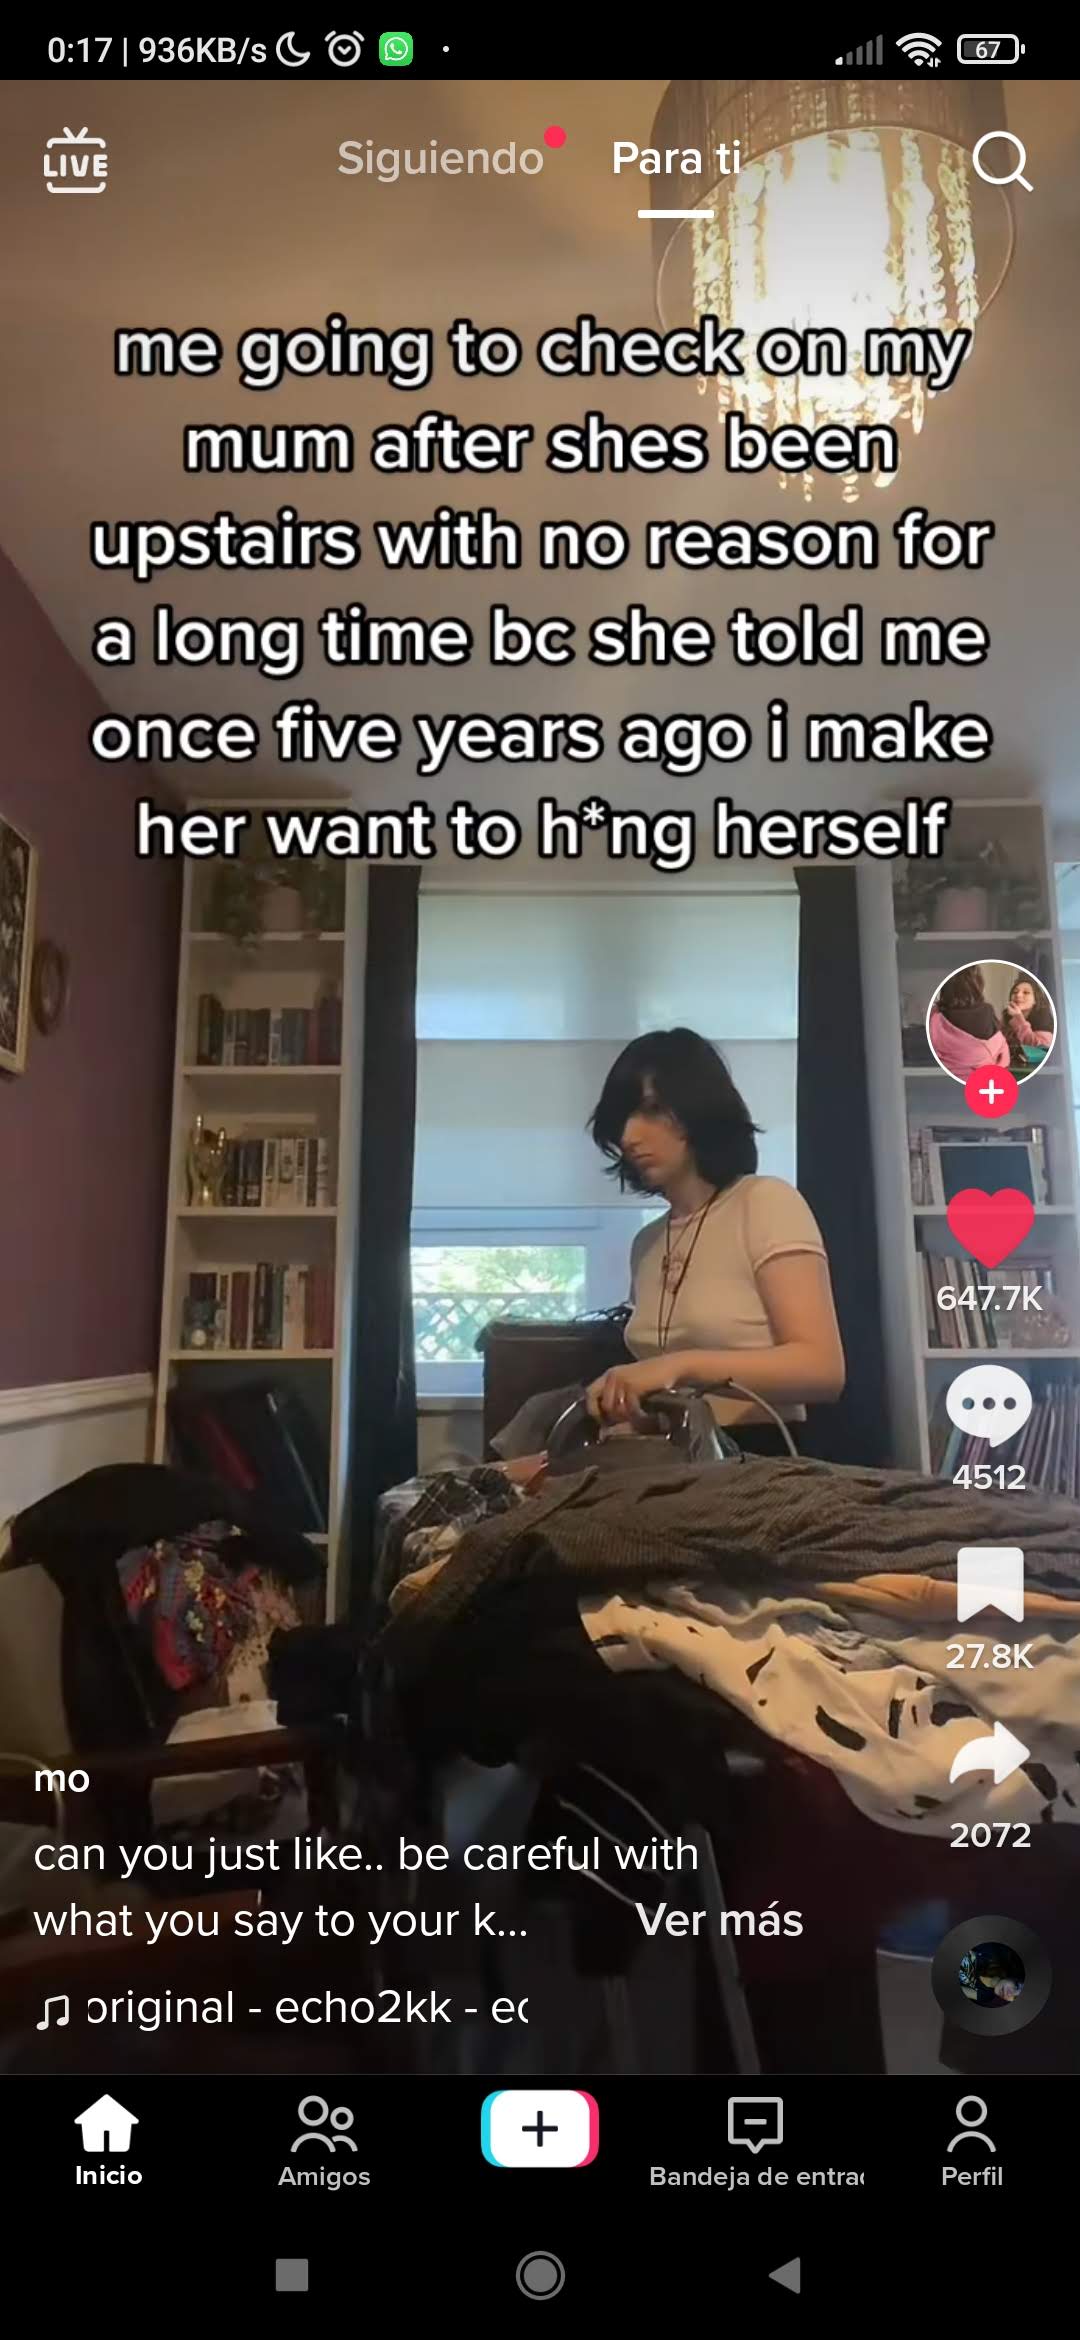 0:17 | 936KB/s
67
LIVE
Siguiendo
Para ti
me going to check on my
mum after shes been
upstairs with no reason for
a long time bc she told me
once five years ago i make
her want to h*ng herself
647.7K
4512
27.8K
2072
mo
can you just like.. be careful with
what you say to your k... Ver más
original - echo2kk - ec
Inicio
Amigos
Bandeja de entrad
Perfil